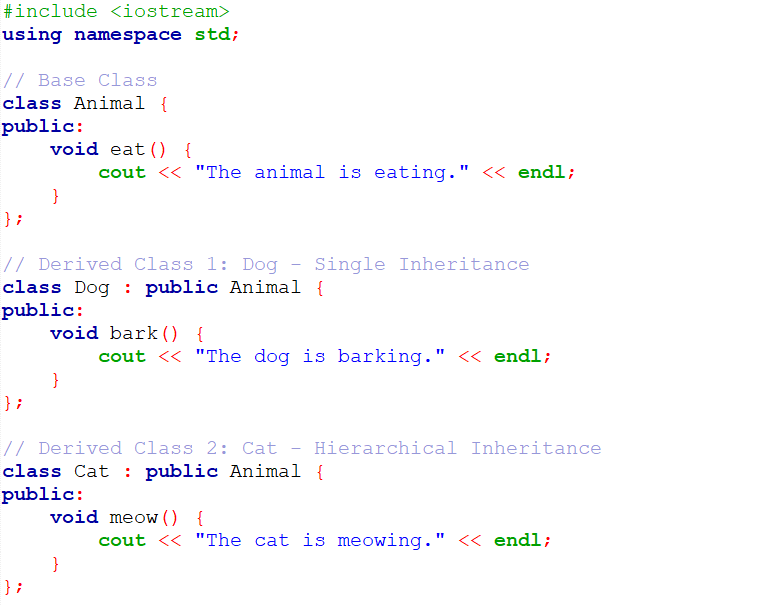 #include <iostream>
using namespace std;

// Base Class
class Animal {
public:
    void eat() {
        cout << "The animal is eating." << endl;
    }
};

// Derived Class 1: Dog - Single Inheritance
class Dog : public Animal {
public:
    void bark() {
        cout << "The dog is barking." << endl;
    }
};

// Derived Class 2: Cat - Hierarchical Inheritance
class Cat : public Animal {
public:
    void meow() {
        cout << "The cat is meowing." << endl;
    }
};